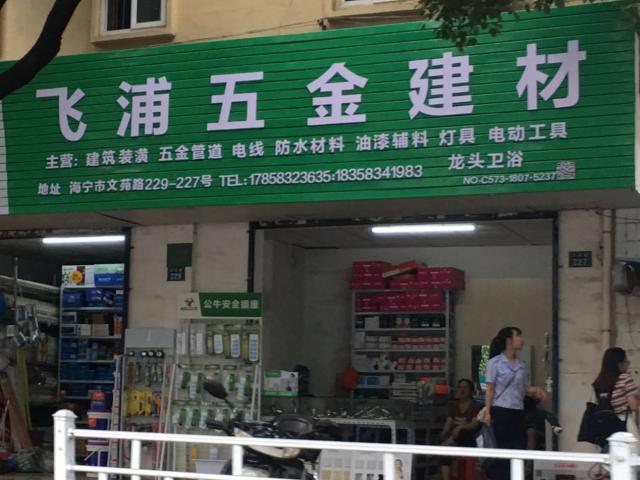 飞浦五金建材
主营: 建筑装潢 五金管道 电线 防水材料 油漆辅料 灯具 电动工具
龙头卫浴
地址 海宁市文苑路229-227号 TEL:17858323635:18358341983
NO-C573-1807-5237
229
227
公牛安全插座